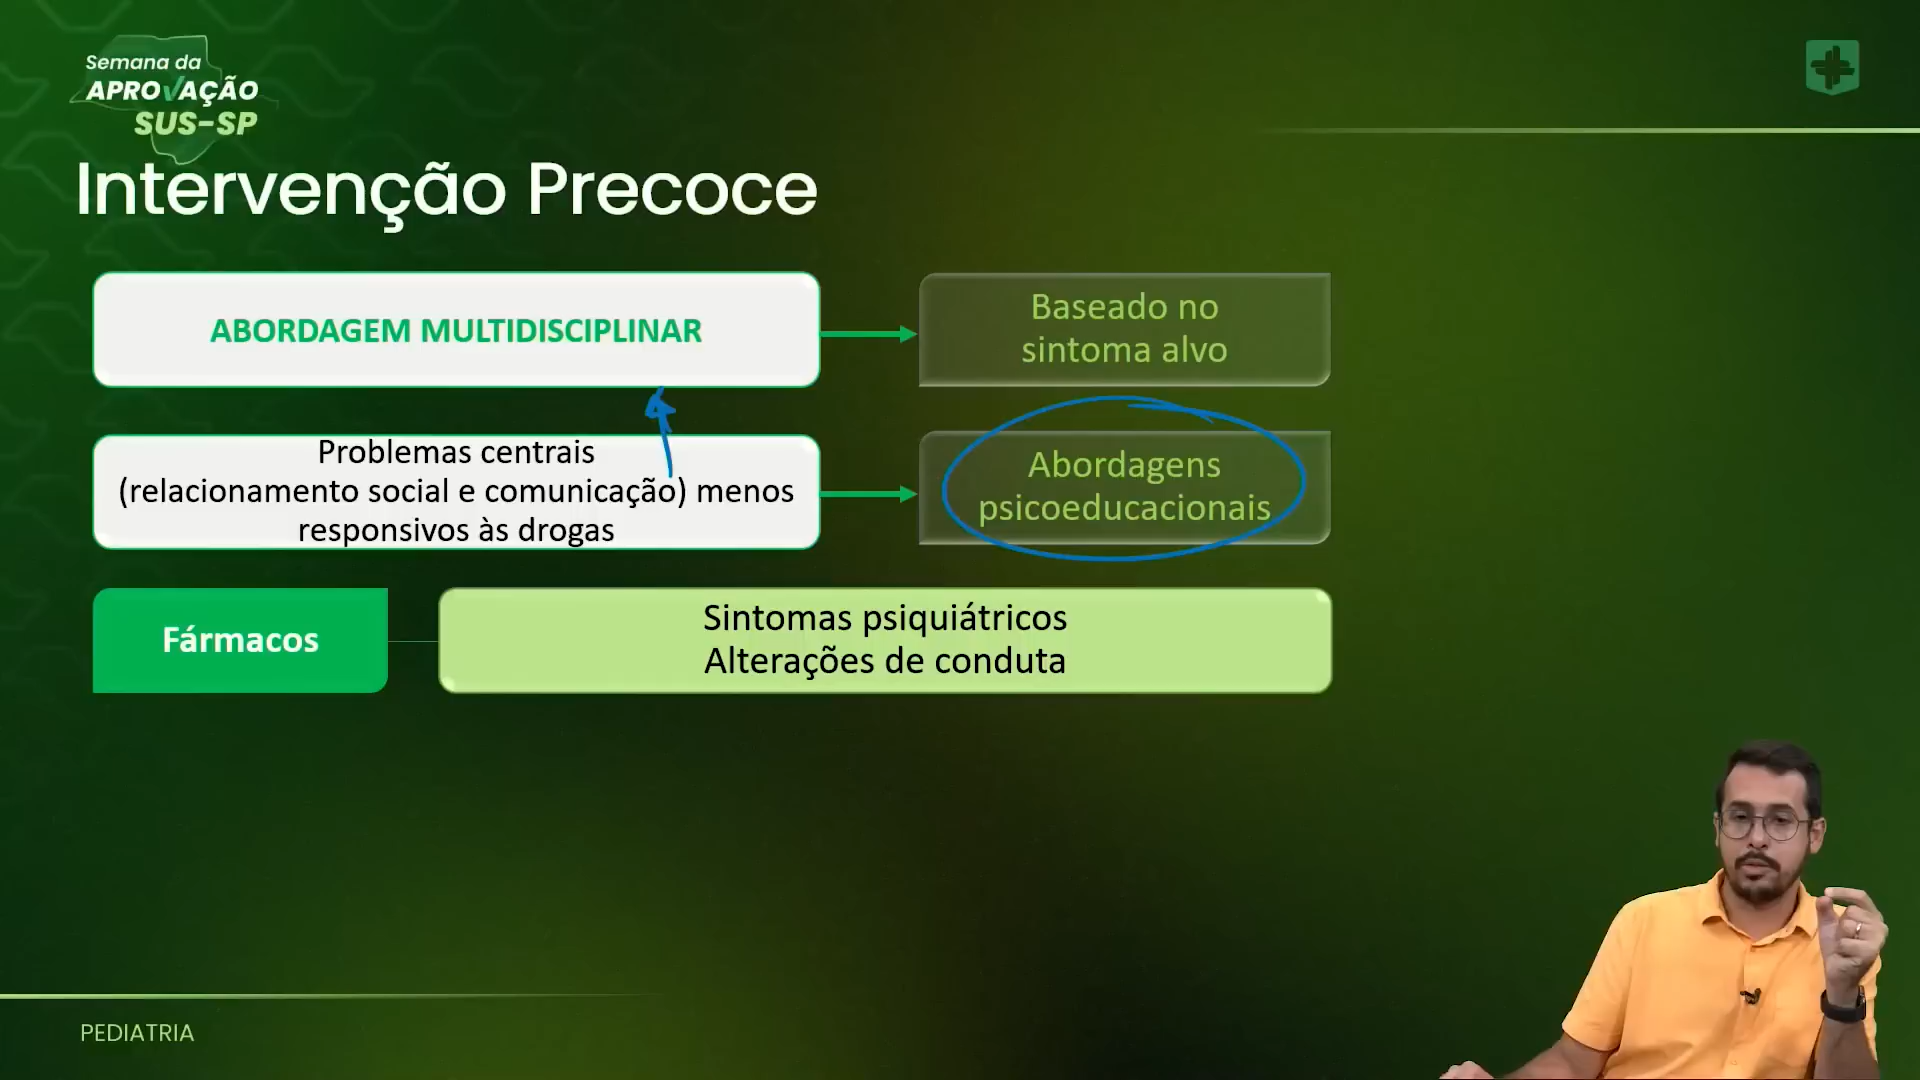 Semana da
APROVAÇÃO
SUS-SP
Intervenção Precoce
ABORDAGEM MULTIDISCIPLINAR
Baseado no
sintoma alvo
Problemas centrais
(relacionamento social e comunicação) menos
responsivos às drogas
Abordagens
psicoeducacionais
Fármacos
Sintomas psiquiátricos
Alterações de conduta
PEDIATRIA